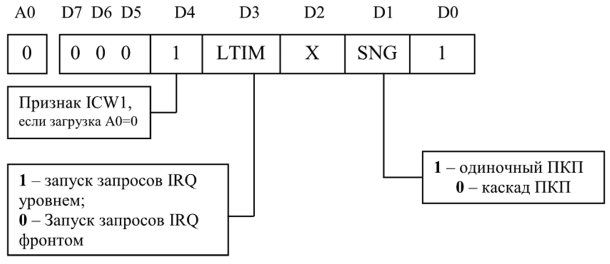 A0 D7 D6 D5 D4 D3 D2 D1 D0
0 0 0 0 1 LTIM X SNG 1
Признак ICW1,
если загрузка A0=0
1 – запуск запросов IRQ
уровнем;
0 – Запуск запросов IRQ
фронтом
1 – одиночный ПКП
0 – каскад ПКП